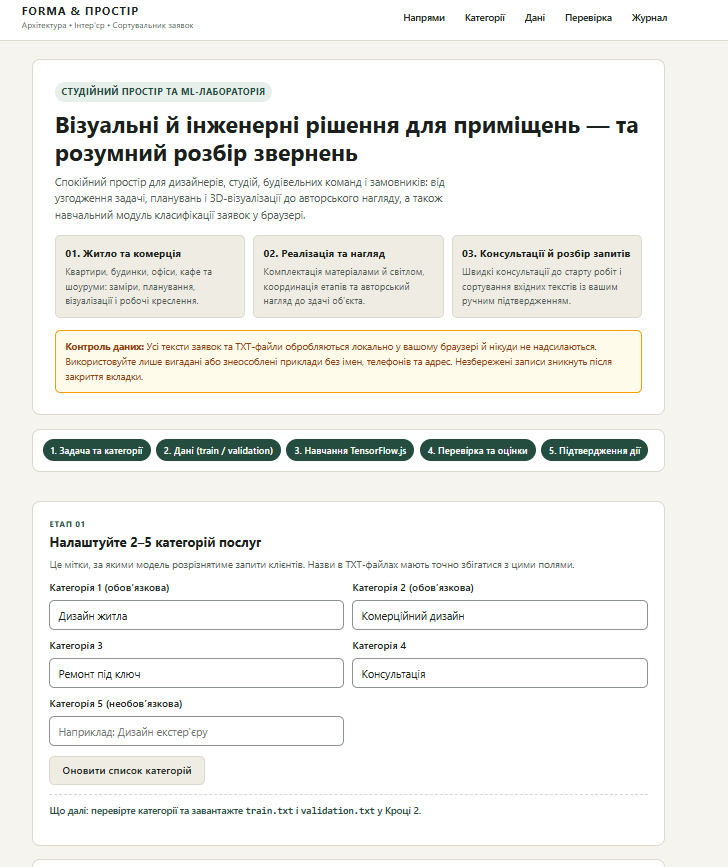 FORMA & ПРОСТІР
Архітектура • Інтер'єр • Сортувальник заявок
Напрями Категорії Дані Перевірка Журнал
СТУДІЙНИЙ ПРОСТІР ТА ML-ЛАБОРАТОРІЯ
Візуальні й інженерні рішення для приміщень — та
розумний розбір звернень
Спокійний простір для дизайнерів, студій, будівельних команд і замовників: від
узгодження задачі, планувань і 3D-візуалізації до авторського нагляду, а також
навчальний модуль класифікації заявок у браузері.
01. Житло та комерція
Квартири, будинки, офіси, кафе та
шоуруми: заміри, планування,
візуалізації і робочі креслення.
02. Реалізація та нагляд
Комплектація матеріалами й світлом,
координація етапів та авторський
нагляд до здачі об'єкта.
03. Консультації й розбір запитів
Швидкі консультації до старту робіт і
сортування вхідних текстів із вашим
ручним підтвердженням.
Контроль даних: Усі тексти заявок та TXT-файли обробляються локально у вашому браузері й нікуди не надсилаються.
Використовуйте лише вигадані або знеособлені приклади без імен, телефонів та адрес. Незбережені записи зникнуть після
закриття вкладки.
1. Задача та категорії 2. Дані (train / validation) 3. Навчання TensorFlow.js 4. Перевірка та оцінки 5. Підтвердження дії
ЕТАП 01
Налаштуйте 2–5 категорій послуг
Це мітки, за якими модель розрізнятиме запити клієнтів. Назви в TXT-файлах мають точно збігатися з цими полями.
Категорія 1 (обов'язкова) Категорія 2 (обов'язкова)
Дизайн житла Комерційний дизайн
Категорія 3 Категорія 4
Ремонт під ключ Консультація
Категорія 5 (необов'язкова)
Наприклад: Дизайн екстер'єру
Оновити список категорій
Що далі: перевірте категорії та завантажте train.txt і validation.txt у Кроці 2.